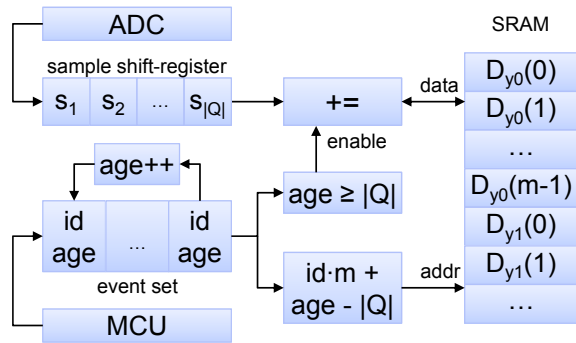 ADC
SRAM
sample shift-register
s1 s2 ... s|Q|
+=
data
Dy0(0)
Dy0(1)
...
Dy0(m-1)
Dy1(0)
Dy1(1)
...
enable
age++
age ≥ |Q|
id ... id
age age
event set
id·m +
age - |Q|
addr
MCU